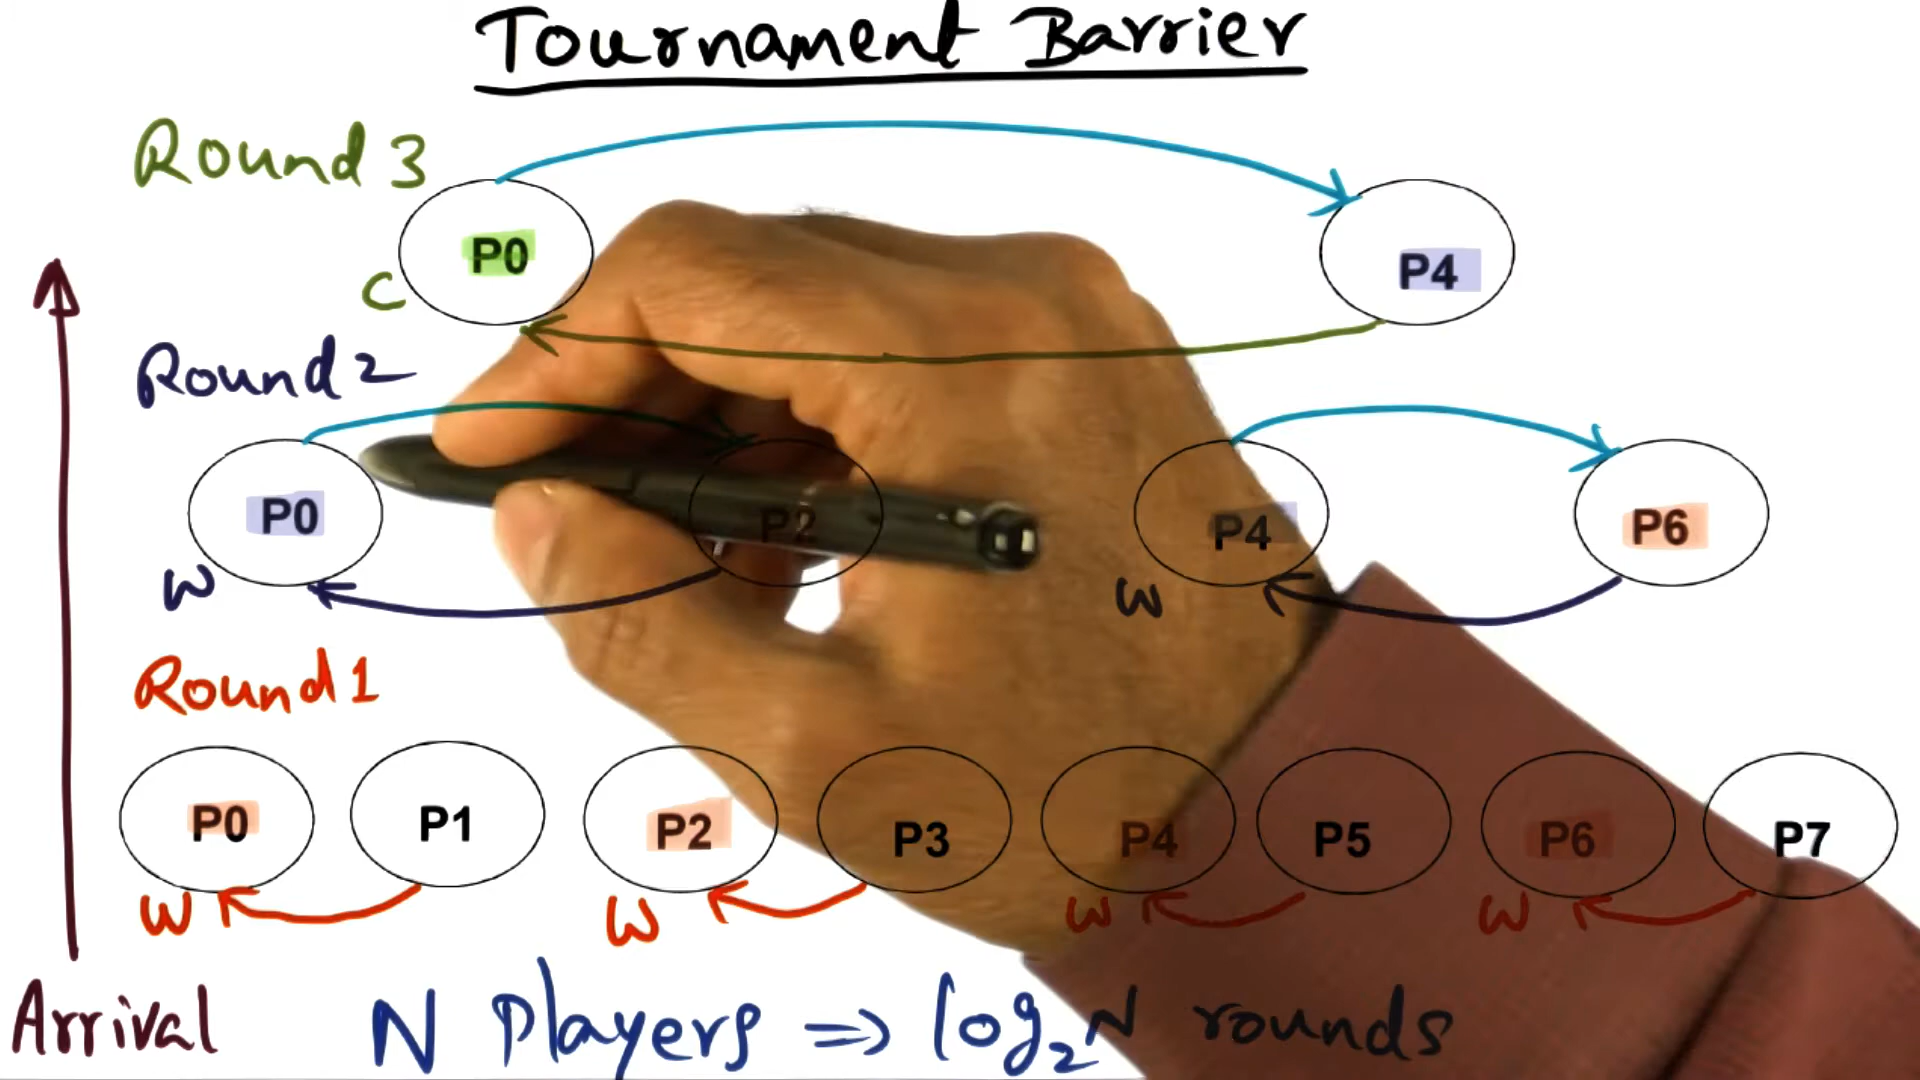 Tournament Barrier
Round 3
P0 P4
C
Round 2
P0 P2 P4 P6
W W
Round 1
P0 P1 P2 P3 P4 P5 P6 P7
W W W W
Arrival N Players => log2N rounds